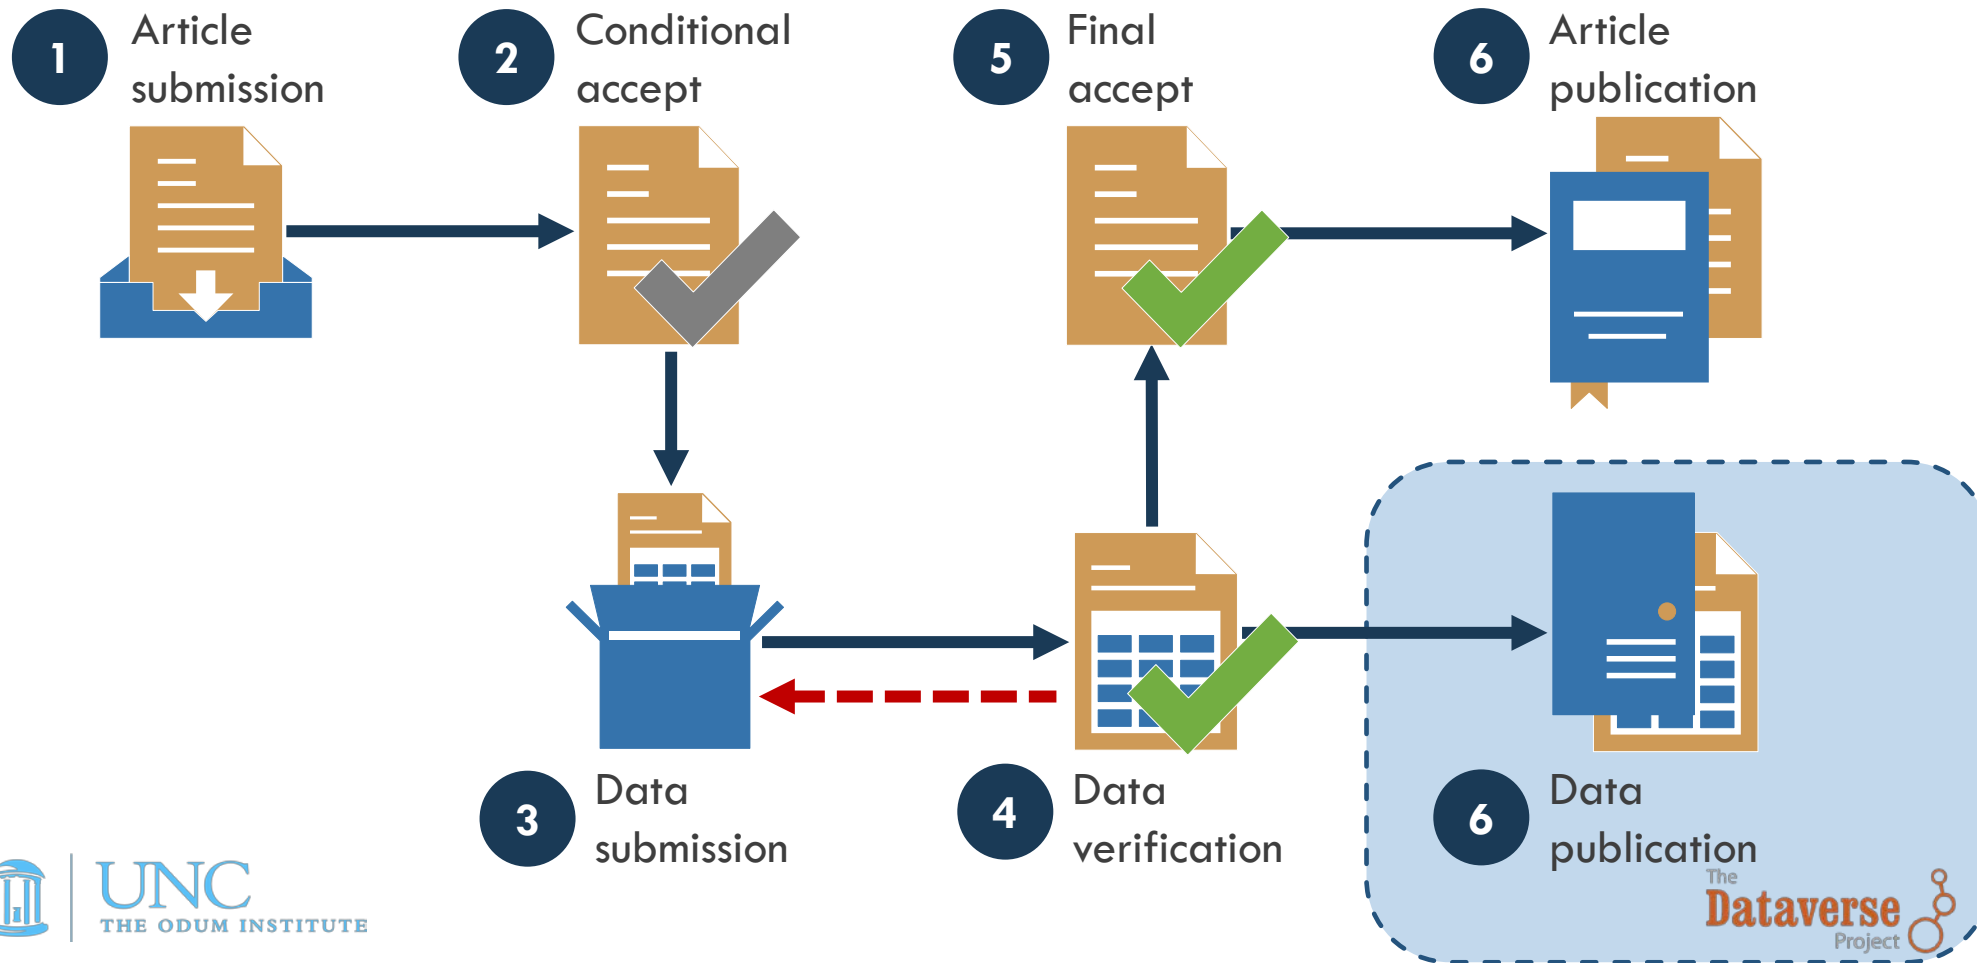 1
Article
submission
2
Conditional
accept
5
Final
accept
6
Article
publication
3
Data
submission
4
Data
verification
6
Data
publication
UNC
THE ODUM INSTITUTE
The
Dataverse
Project